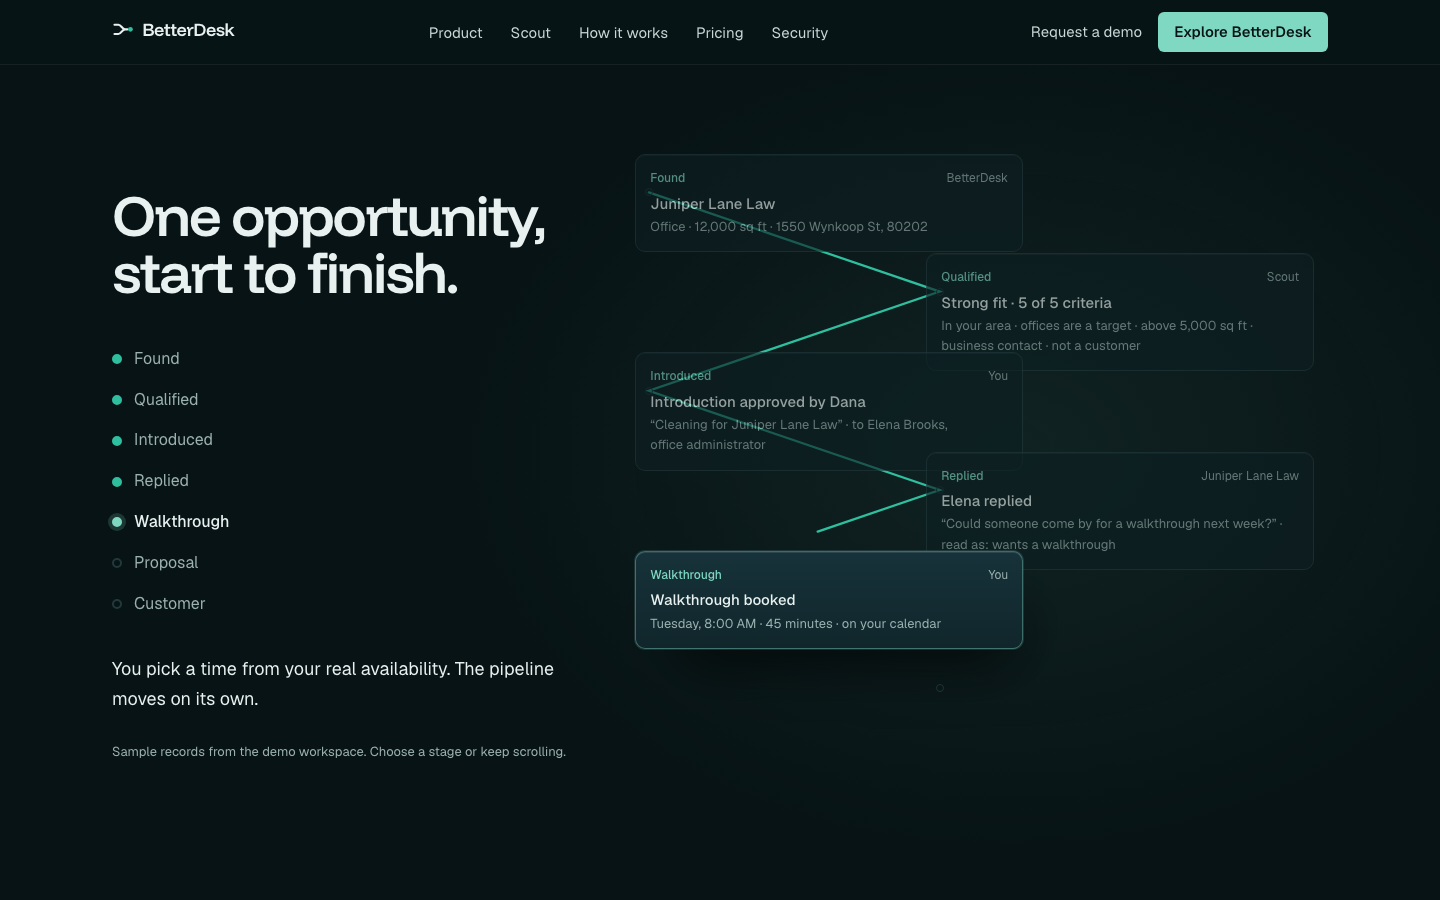 BetterDesk
Product
Scout
How it works
Pricing
Security
Request a demo
Explore BetterDesk
One opportunity,
start to finish.
Found
Qualified
Introduced
Replied
Walkthrough
Proposal
Customer
You pick a time from your real availability. The pipeline
moves on its own.
Sample records from the demo workspace. Choose a stage or keep scrolling.
Found
BetterDesk
Juniper Lane Law
Office · 12,000 sq ft · 1550 Wynkoop St, 80202
Qualified
Scout
Strong fit · 5 of 5 criteria
In your area · offices are a target · above 5,000 sq ft ·
business contact · not a customer
Introduced
You
Introduction approved by Dana
“Cleaning for Juniper Lane Law” · to Elena Brooks,
office administrator
Replied
Juniper Lane Law
Elena replied
“Could someone come by for a walkthrough next week?” ·
read as: wants a walkthrough
Walkthrough
You
Walkthrough booked
Tuesday, 8:00 AM · 45 minutes · on your calendar